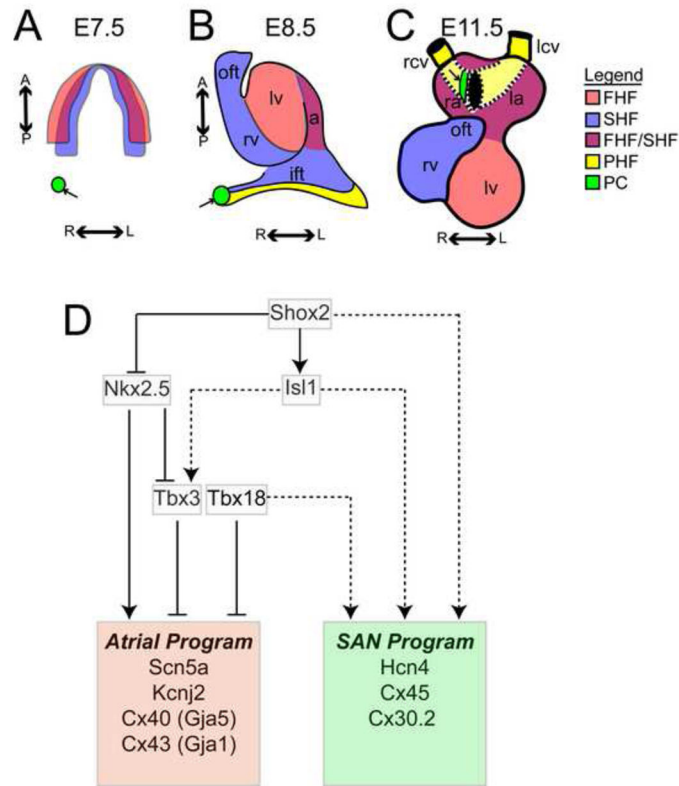 A E7.5
A
P
R L
B E8.5
A
P
oft
lv
a
rv
ift
R L
C E11.5
rcv
lcv
ra
la
oft
rv
lv
R L
Legend
FHF
SHF
FHF/SHF
PHF
PC
D
Shox2
Nkx2.5
Isl1
Tbx3
Tbx18
Atrial Program
Scn5a
Kcnj2
Cx40 (Gja5)
Cx43 (Gja1)
SAN Program
Hcn4
Cx45
Cx30.2